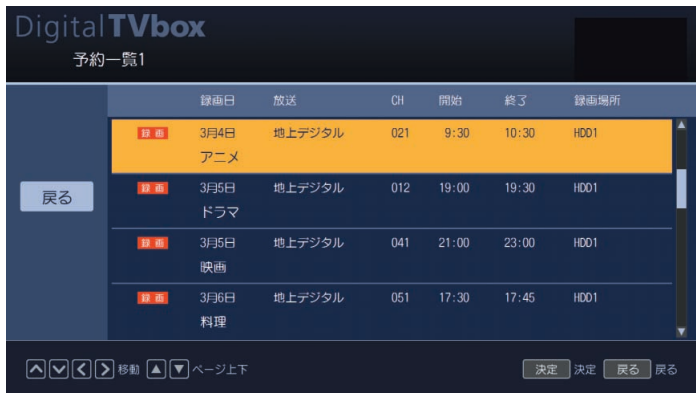 Digital TVbox
予約一覧1
録画日 放送 CH 開始 終了 録画場所
録画 3月4日 地上デジタル 021 9:30 10:30 HDD1
アニメ
戻る
録画 3月5日 地上デジタル 012 19:00 19:30 HDD1
ドラマ
録画 3月5日 地上デジタル 041 21:00 23:00 HDD1
映画
録画 3月6日 地上デジタル 051 17:30 17:45 HDD1
料理
移動 ページ上下 決定 決定 戻る 戻る